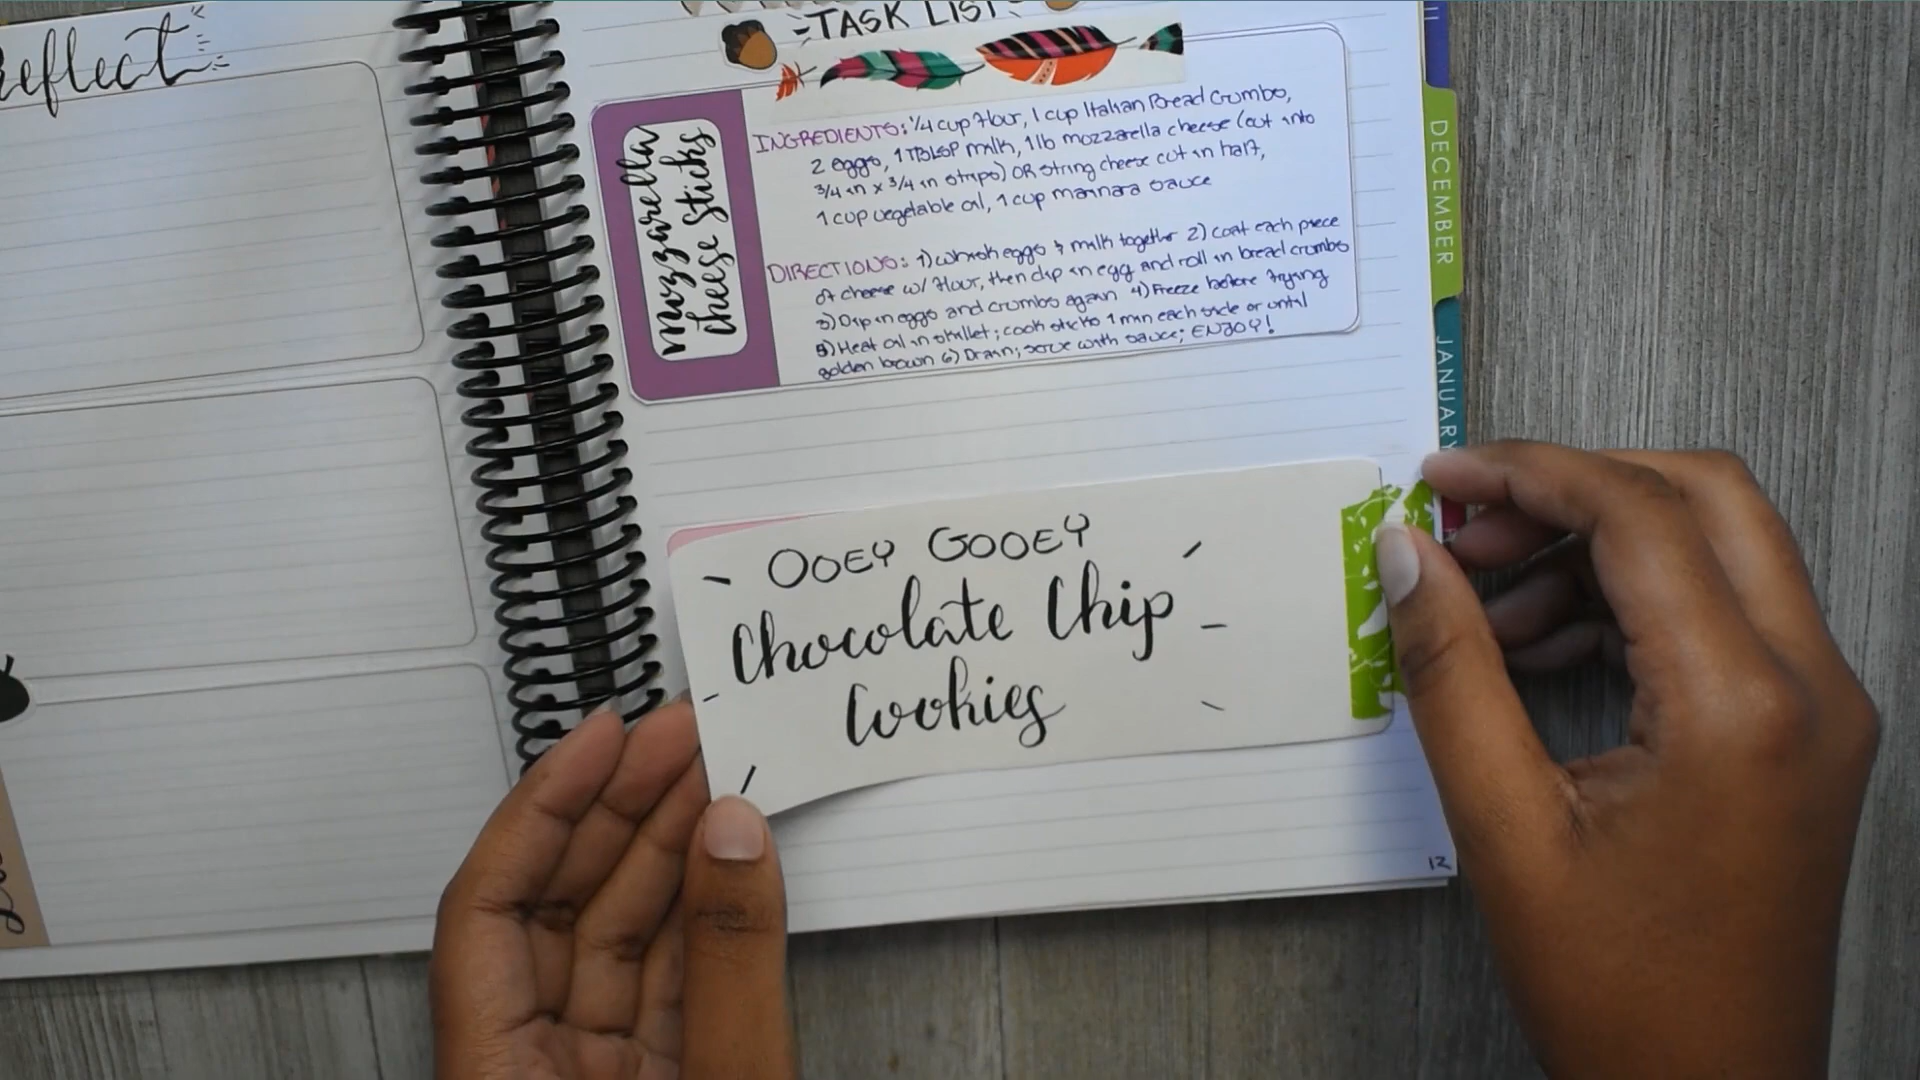 Reflect
TASK LIST
mozzarella
cheese sticks
INGREDIENTS: 1/4 cup flour, 1 cup Italian Bread Crumbs,
2 eggs, 1 TBLSP milk, 1lb mozzarella cheese (cut into
3/4 in x 3/4 in strips) OR string cheese cut in half,
1 cup vegetable oil, 1 cup marinara sauce
DIRECTIONS: 1) whisk eggs & milk together 2) coat each piece
of cheese w/ flour, then dip in egg and roll in bread crumbs
3) Dip in eggs and crumbs again 4) Freeze before frying
5) Heat oil in skillet; cook sticks 1 min each side or until
golden brown 6) Drain; serve with sauce; ENJOY!
OOEY GOOEY
Chocolate Chip
Cookies
DECEMBER
JANUARY
12